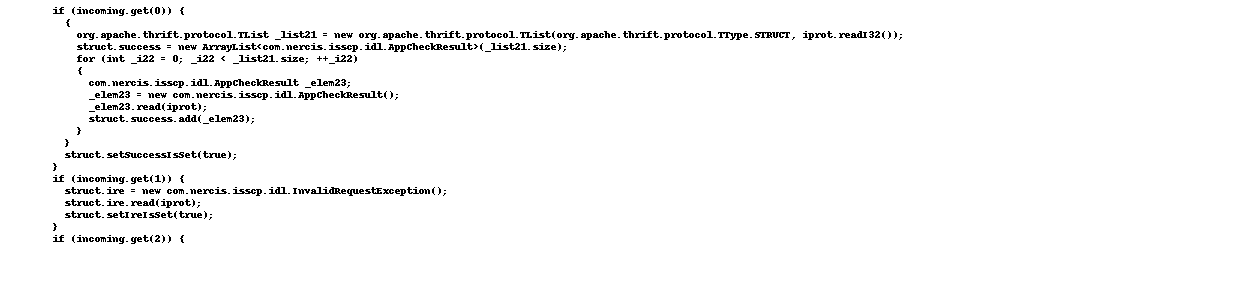 if (incoming.get(0)) {
{
org.apache.thrift.protocol.TList _list21 = new org.apache.thrift.protocol.TList(org.apache.thrift.protocol.TType.STRUCT, iprot.readI32());
struct.success = new ArrayList<com.nercis.isscp.idl.AppCheckResult>(_list21.size);
for (int _i22 = 0; _i22 < _list21.size; ++_i22)
{
com.nercis.isscp.idl.AppCheckResult _elem23;
_elem23 = new com.nercis.isscp.idl.AppCheckResult();
_elem23.read(iprot);
struct.success.add(_elem23);
}
}
struct.setSuccessIsSet(true);
}
if (incoming.get(1)) {
struct.ire = new com.nercis.isscp.idl.InvalidRequestException();
struct.ire.read(iprot);
struct.setIreIsSet(true);
}
if (incoming.get(2)) {